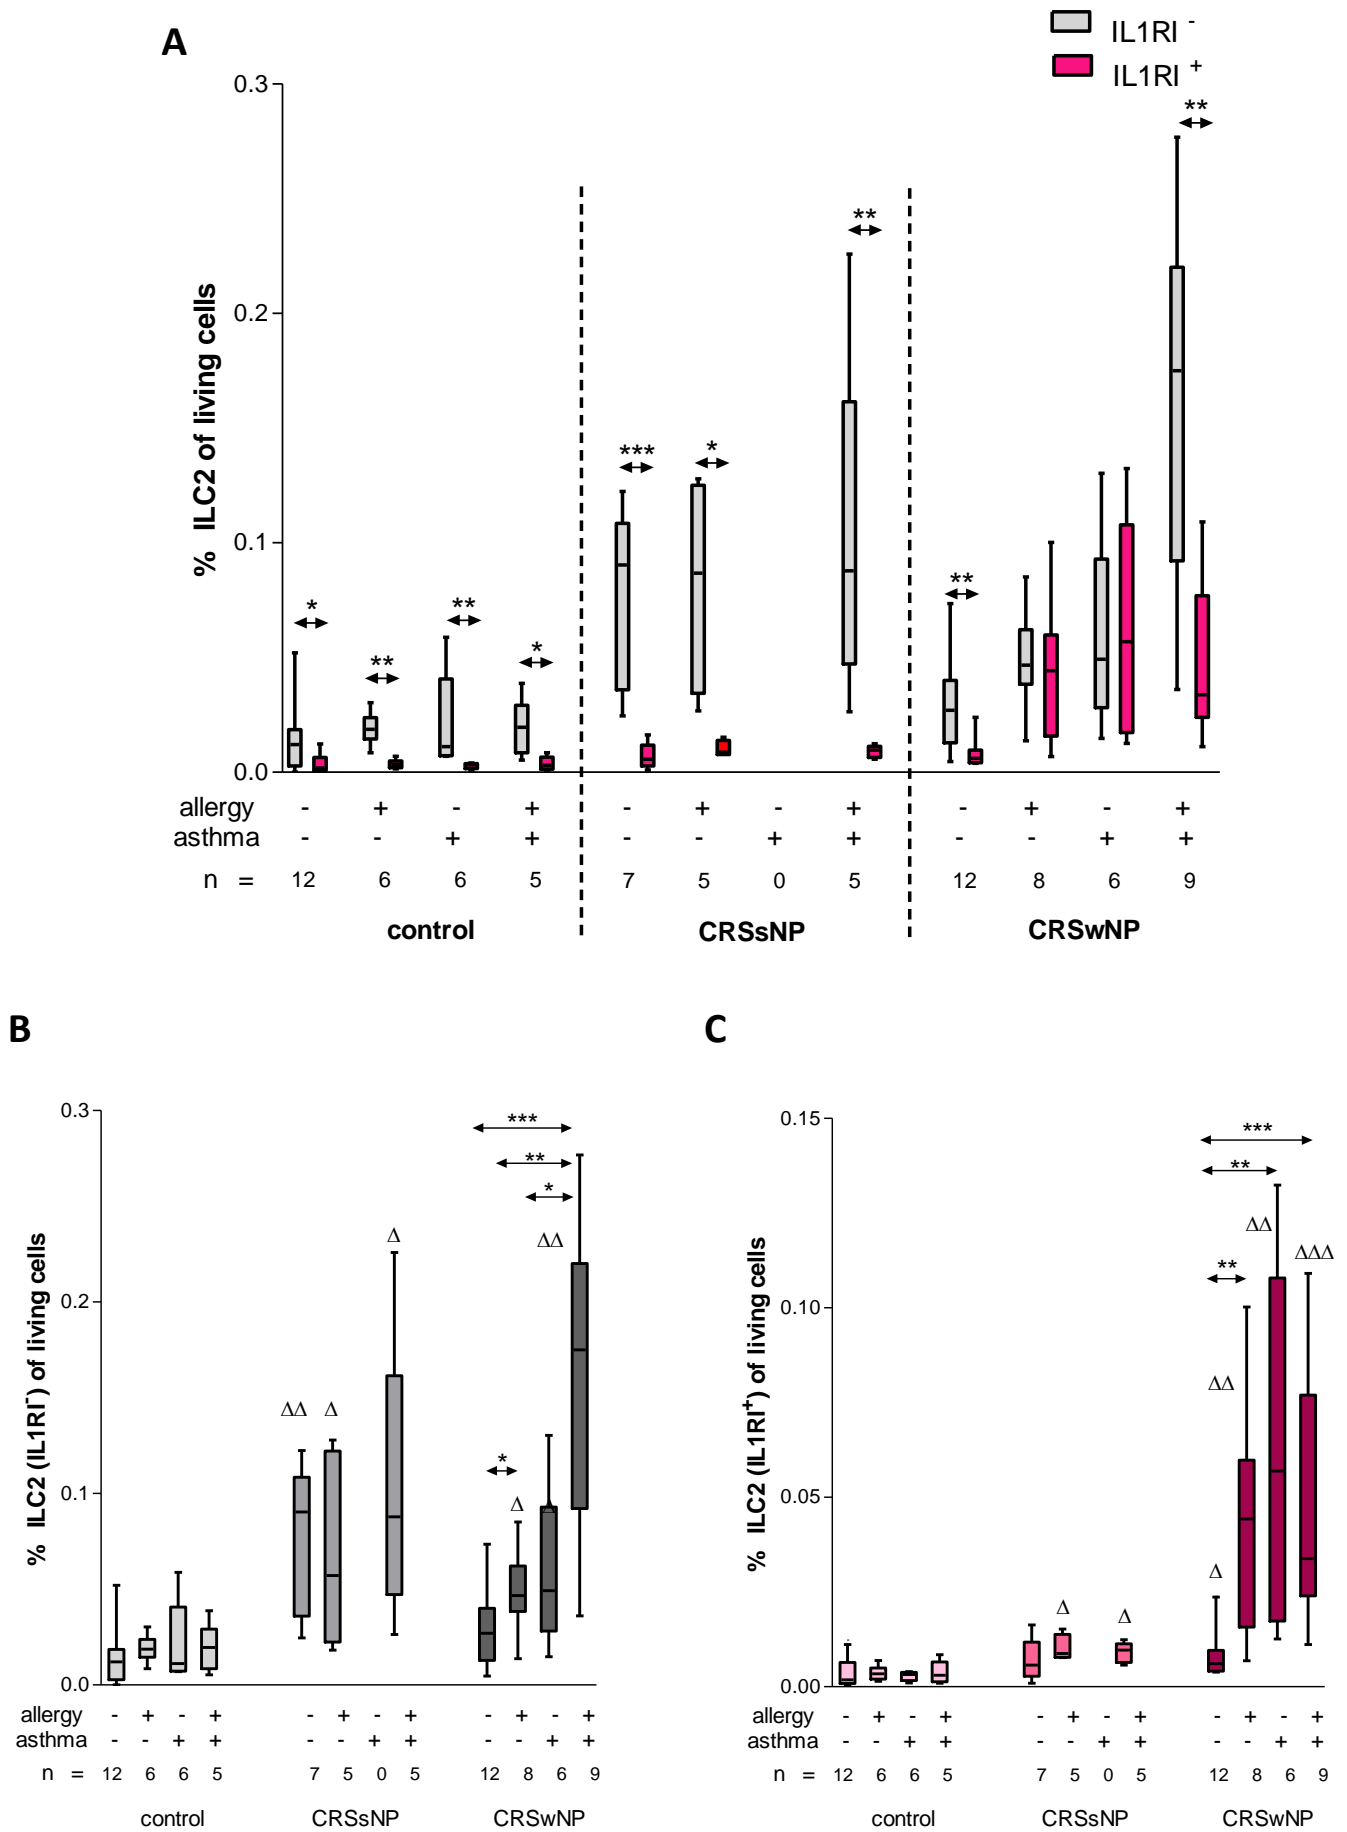 A
IL1RI -
IL1RI +
% ILC2 of living cells
0.3
0.2
0.1
0.0
* ** ** * *** * ** ** **
allergy - + - + - + - + - + - +
asthma - - + + - - + + - - + +
n = 12 6 6 5 7 5 0 5 12 8 6 9
control CRSsNP CRSwNP
B
% ILC2 (IL1RI-) of living cells
0.3
0.2
0.1
0.0
***
**
*
ΔΔ
Δ
ΔΔ Δ
*
Δ Δ
allergy - + - + - + - + - + - +
asthma - - + + - - + + - - + +
n = 12 6 6 5 7 5 0 5 12 8 6 9
control CRSsNP CRSwNP
C
% ILC2 (IL1RI+) of living cells
0.15
0.10
0.05
0.00
***
**
ΔΔ
ΔΔΔ
**
ΔΔ
Δ
Δ Δ
allergy - + - + - + - + - + - +
asthma - - + + - - + + - - + +
n = 12 6 6 5 7 5 0 5 12 8 6 9
control CRSsNP CRSwNP